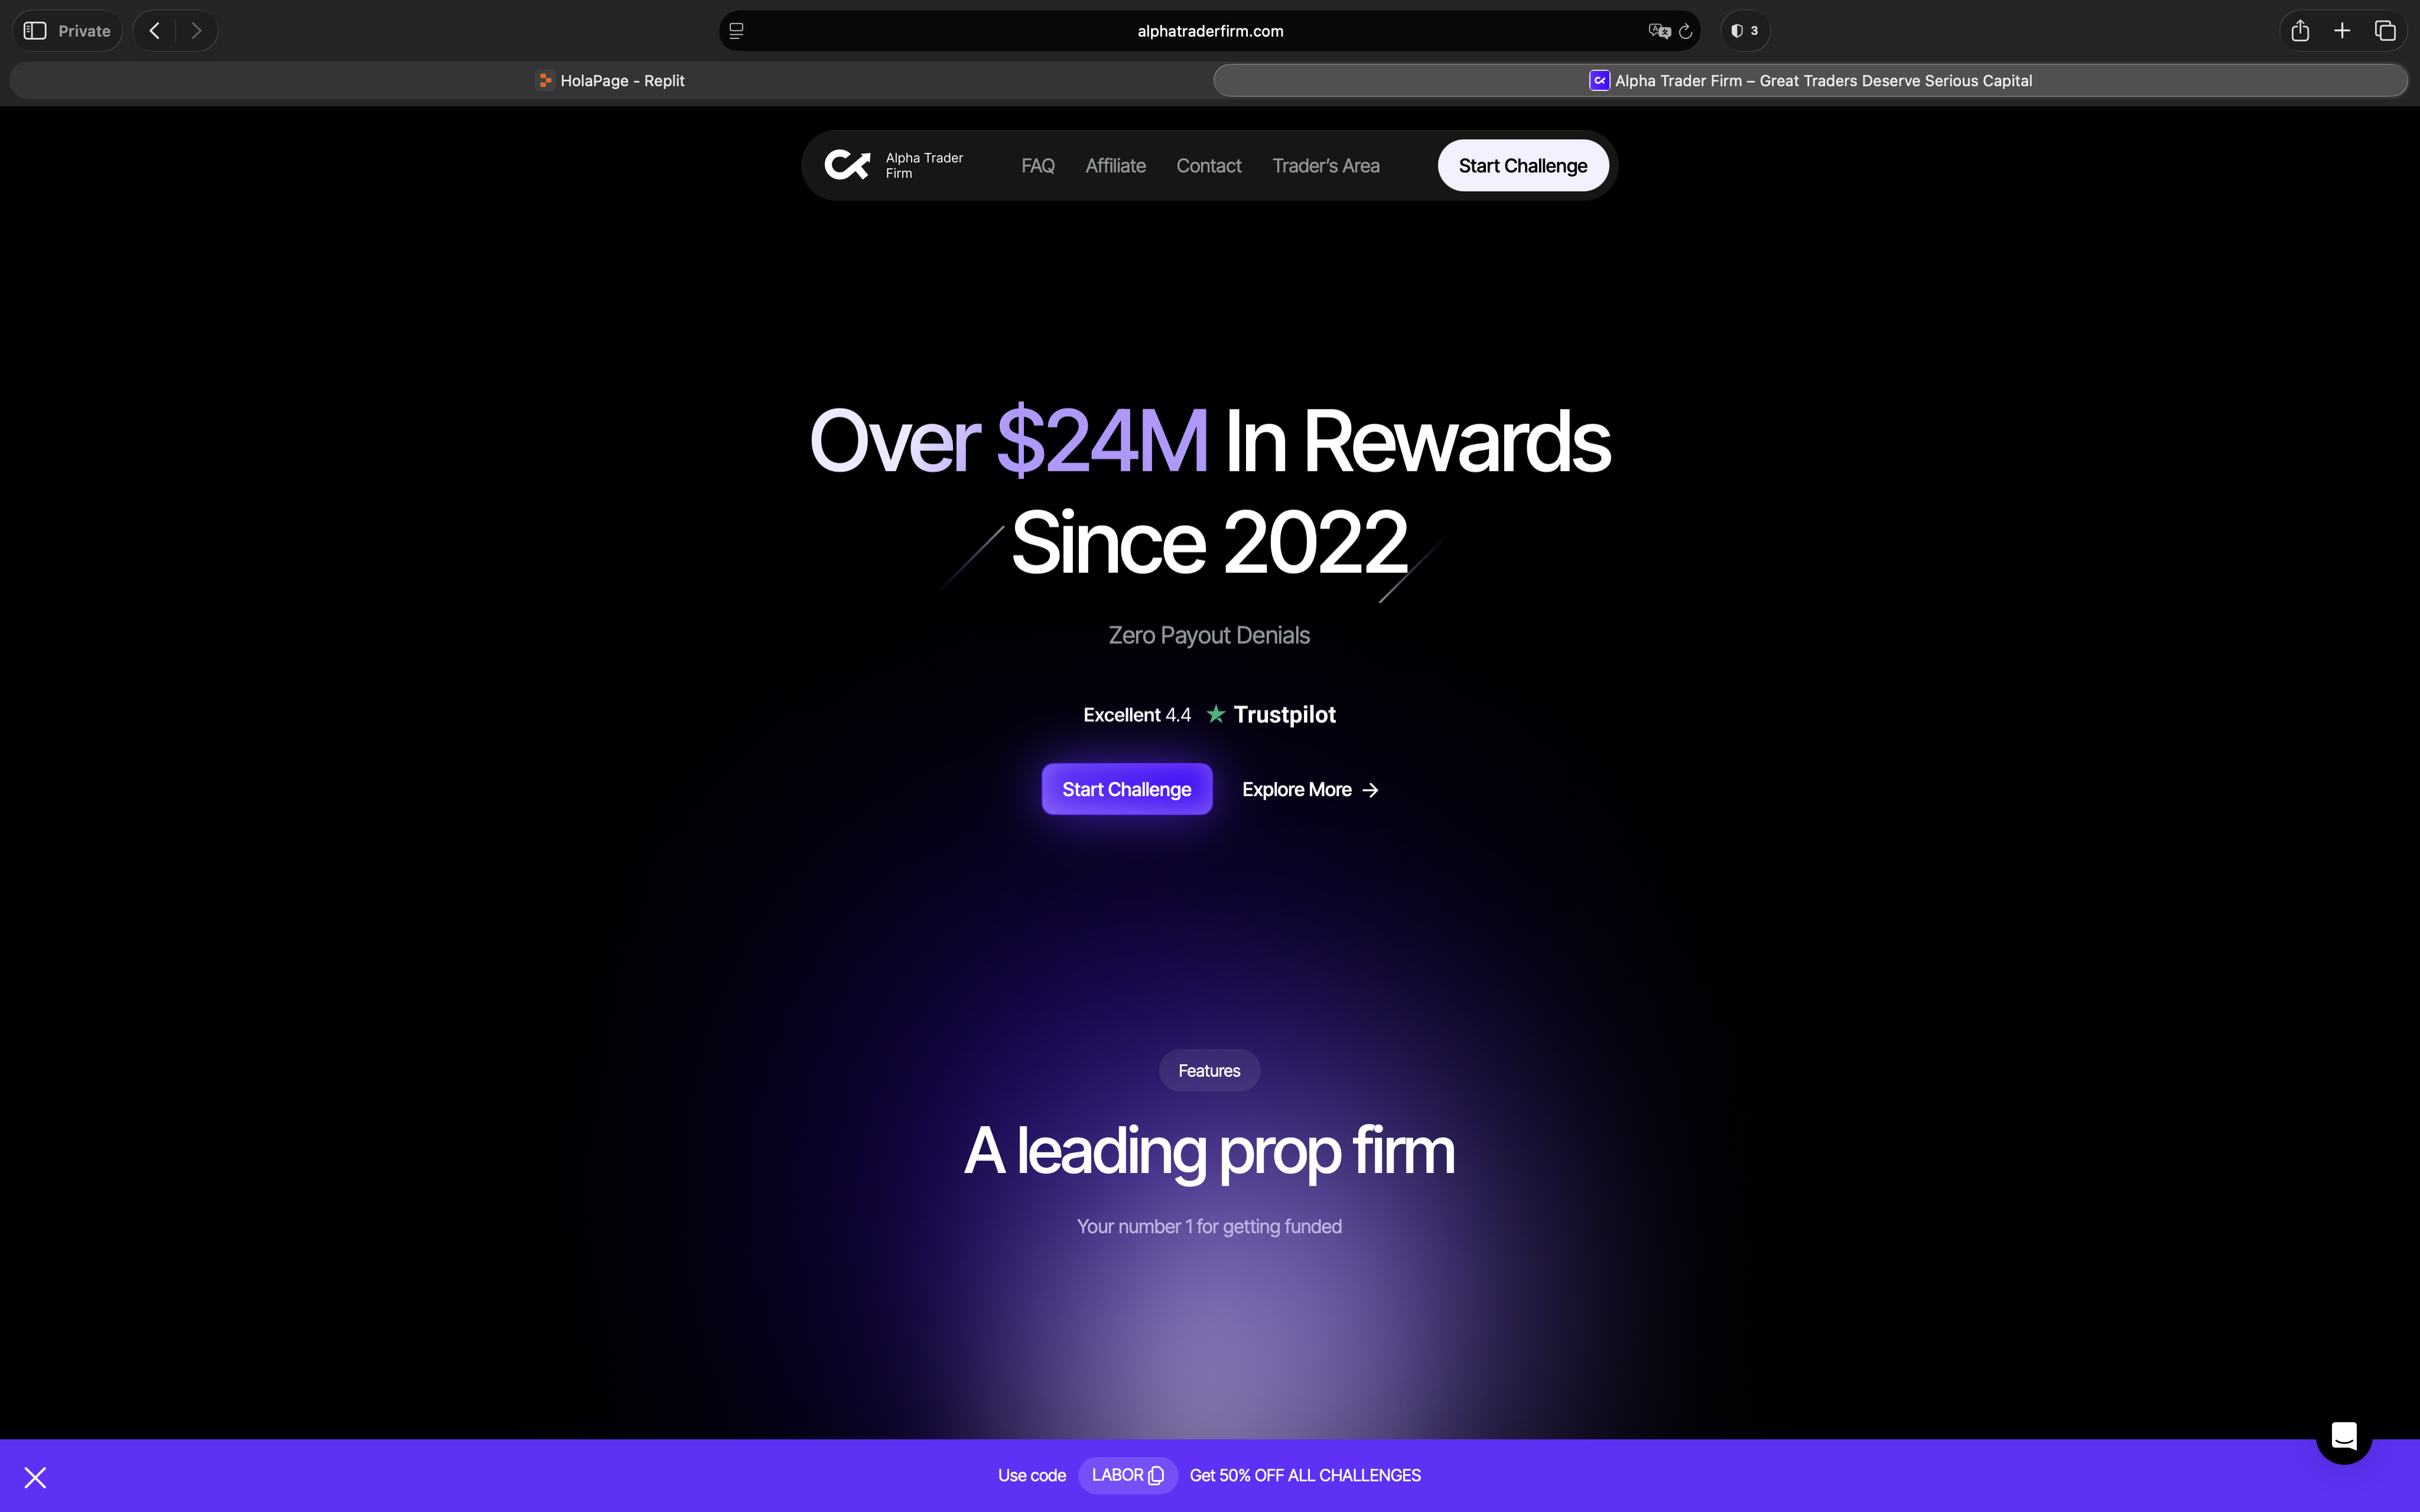 Private
alphatraderfirm.com
3
HolaPage - Replit
Alpha Trader Firm – Great Traders Deserve Serious Capital
Alpha Trader
Firm
FAQ
Affiliate
Contact
Trader’s Area
Start Challenge
Over $24M In Rewards
Since 2022
Zero Payout Denials
Excellent 4.4 Trustpilot
Start Challenge
Explore More
Features
A leading prop firm
Your number 1 for getting funded
Use code LABOR Get 50% OFF ALL CHALLENGES